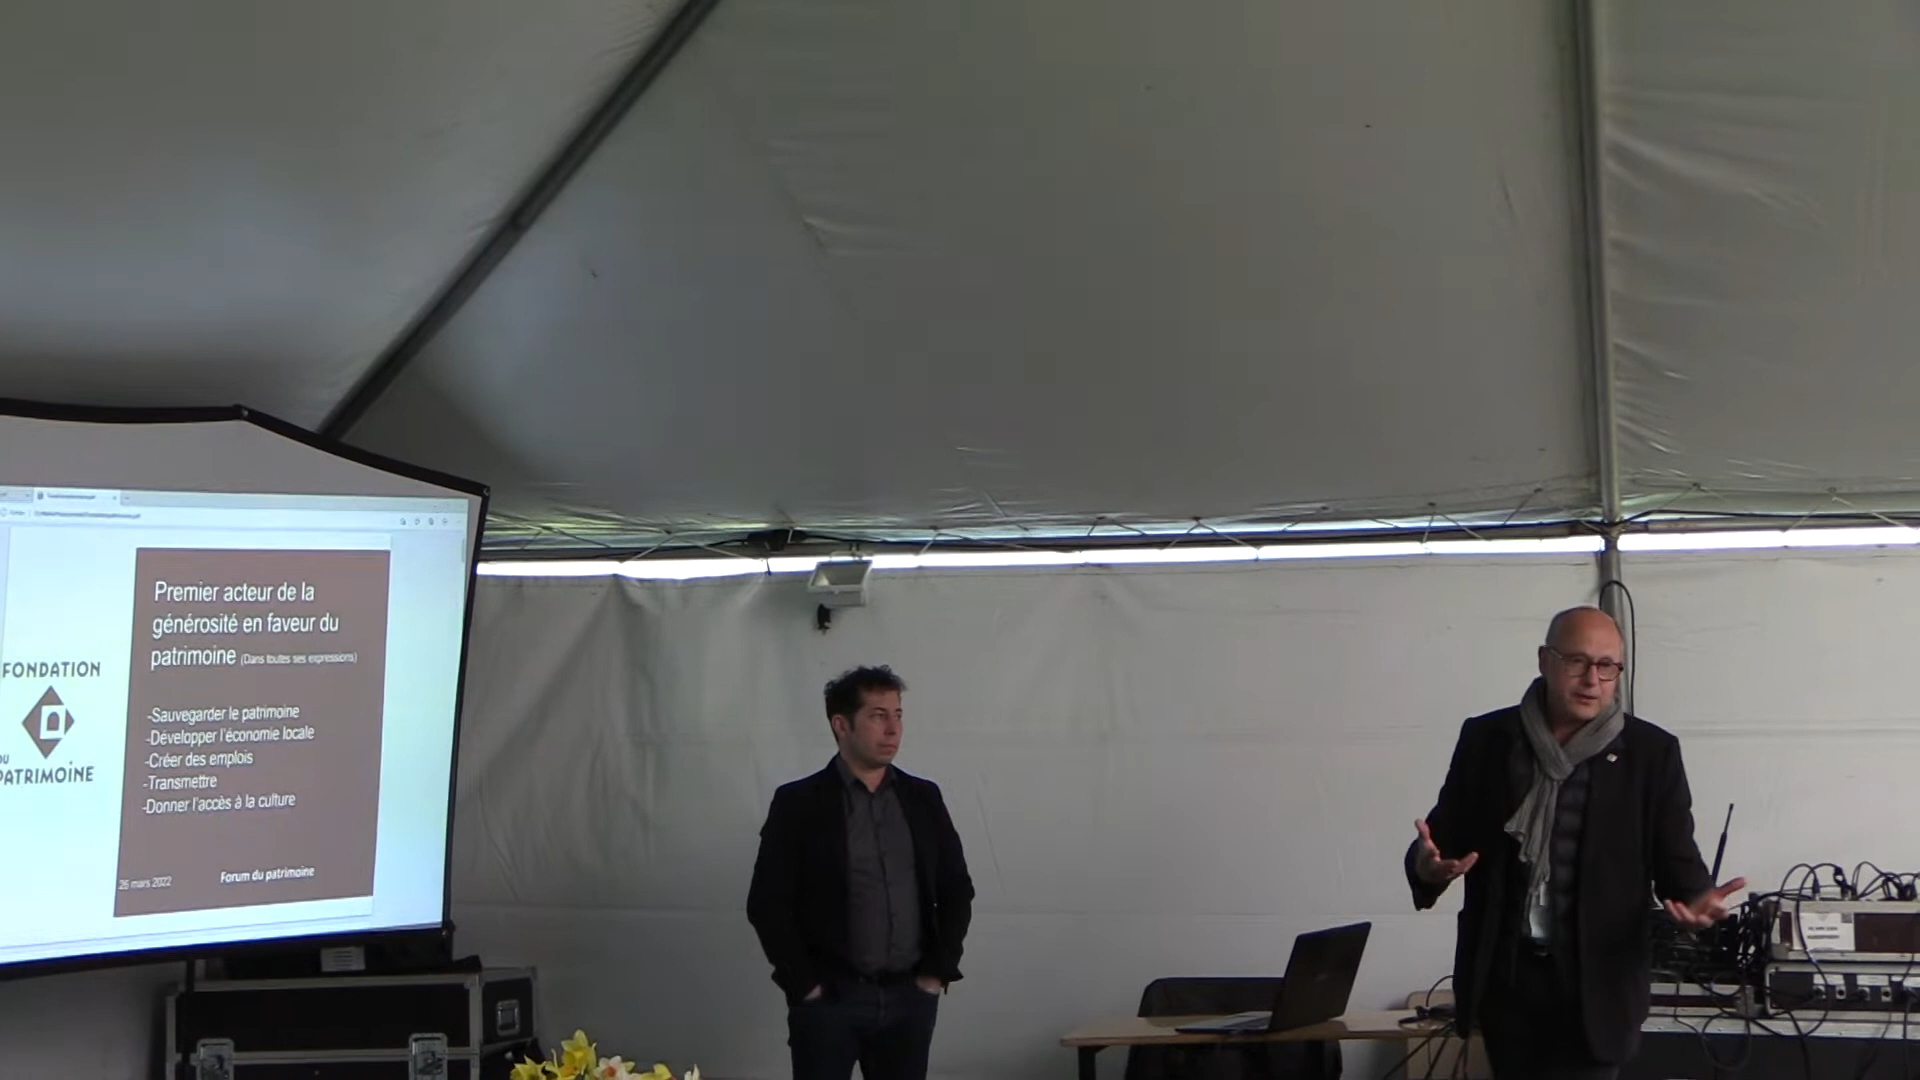 FONDATION
DU
PATRIMOINE
Premier acteur de la
générosité en faveur du
patrimoine (Dans toutes ses expressions)
-Sauvegarder le patrimoine
-Développer l'économie locale
-Créer des emplois
-Transmettre
-Donner l'accès à la culture
26 mars 2022
Forum du patrimoine